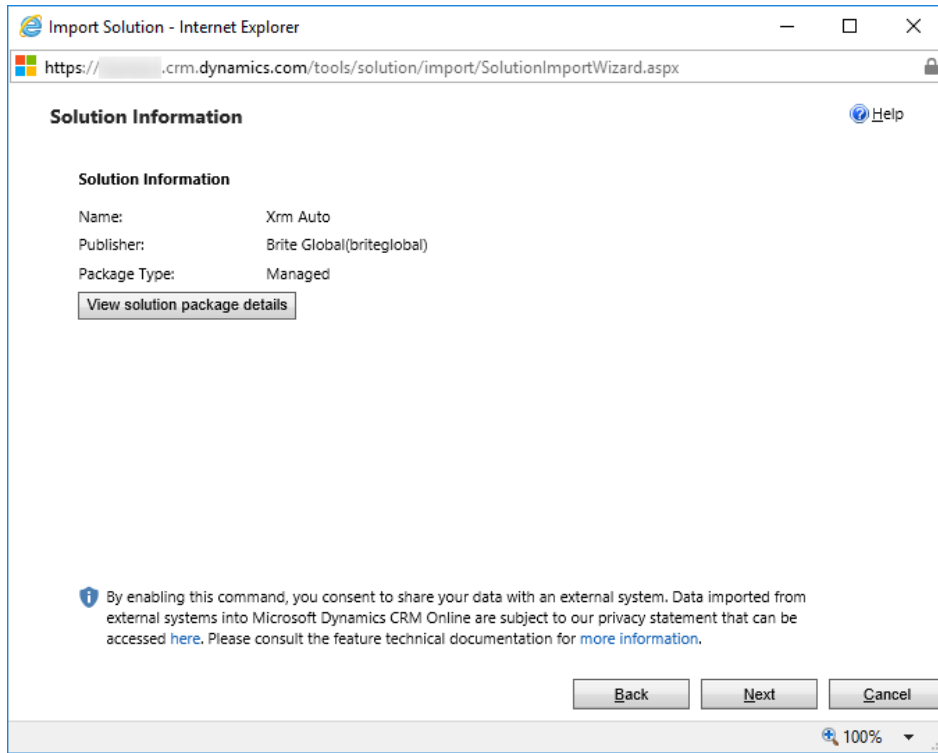 Import Solution - Internet Explorer
https:// .crm.dynamics.com/tools/solution/import/SolutionImportWizard.aspx
Solution Information
Help
Solution Information
Name: Xrm Auto
Publisher: Brite Global(briteglobal)
Package Type: Managed
View solution package details
By enabling this command, you consent to share your data with an external system. Data imported from
external systems into Microsoft Dynamics CRM Online are subject to our privacy statement that can be
accessed here. Please consult the feature technical documentation for more information.
Back Next Cancel
100%